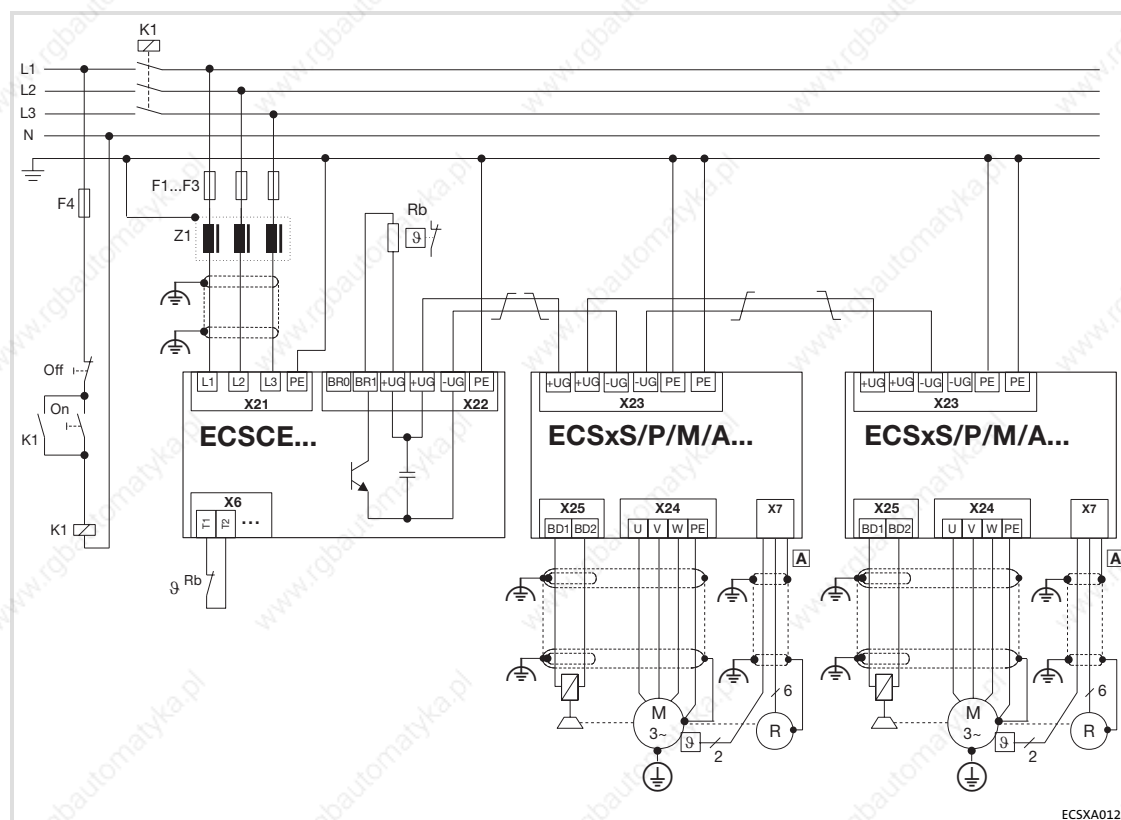 K1
L1
L2
L3
N
F4
F1...F3
Z1
Rb
ϑ
Off
On
K1
K1
L1 L2 L3 PE
X21
BR0 BR1 +UG +UG -UG PE
X22
ECSCE...
X6
T1 T2 ...
ϑ Rb
+UG +UG -UG -UG PE PE
X23
ECSxS/P/M/A...
X25
BD1 BD2
X24
U V W PE
X7
A
M
3~
ϑ
2
6
R
+UG +UG -UG -UG PE PE
X23
ECSxS/P/M/A...
X25
BD1 BD2
X24
U V W PE
X7
A
M
3~
ϑ
2
6
R
ECSXA012
www.rgbautomatyka.pl